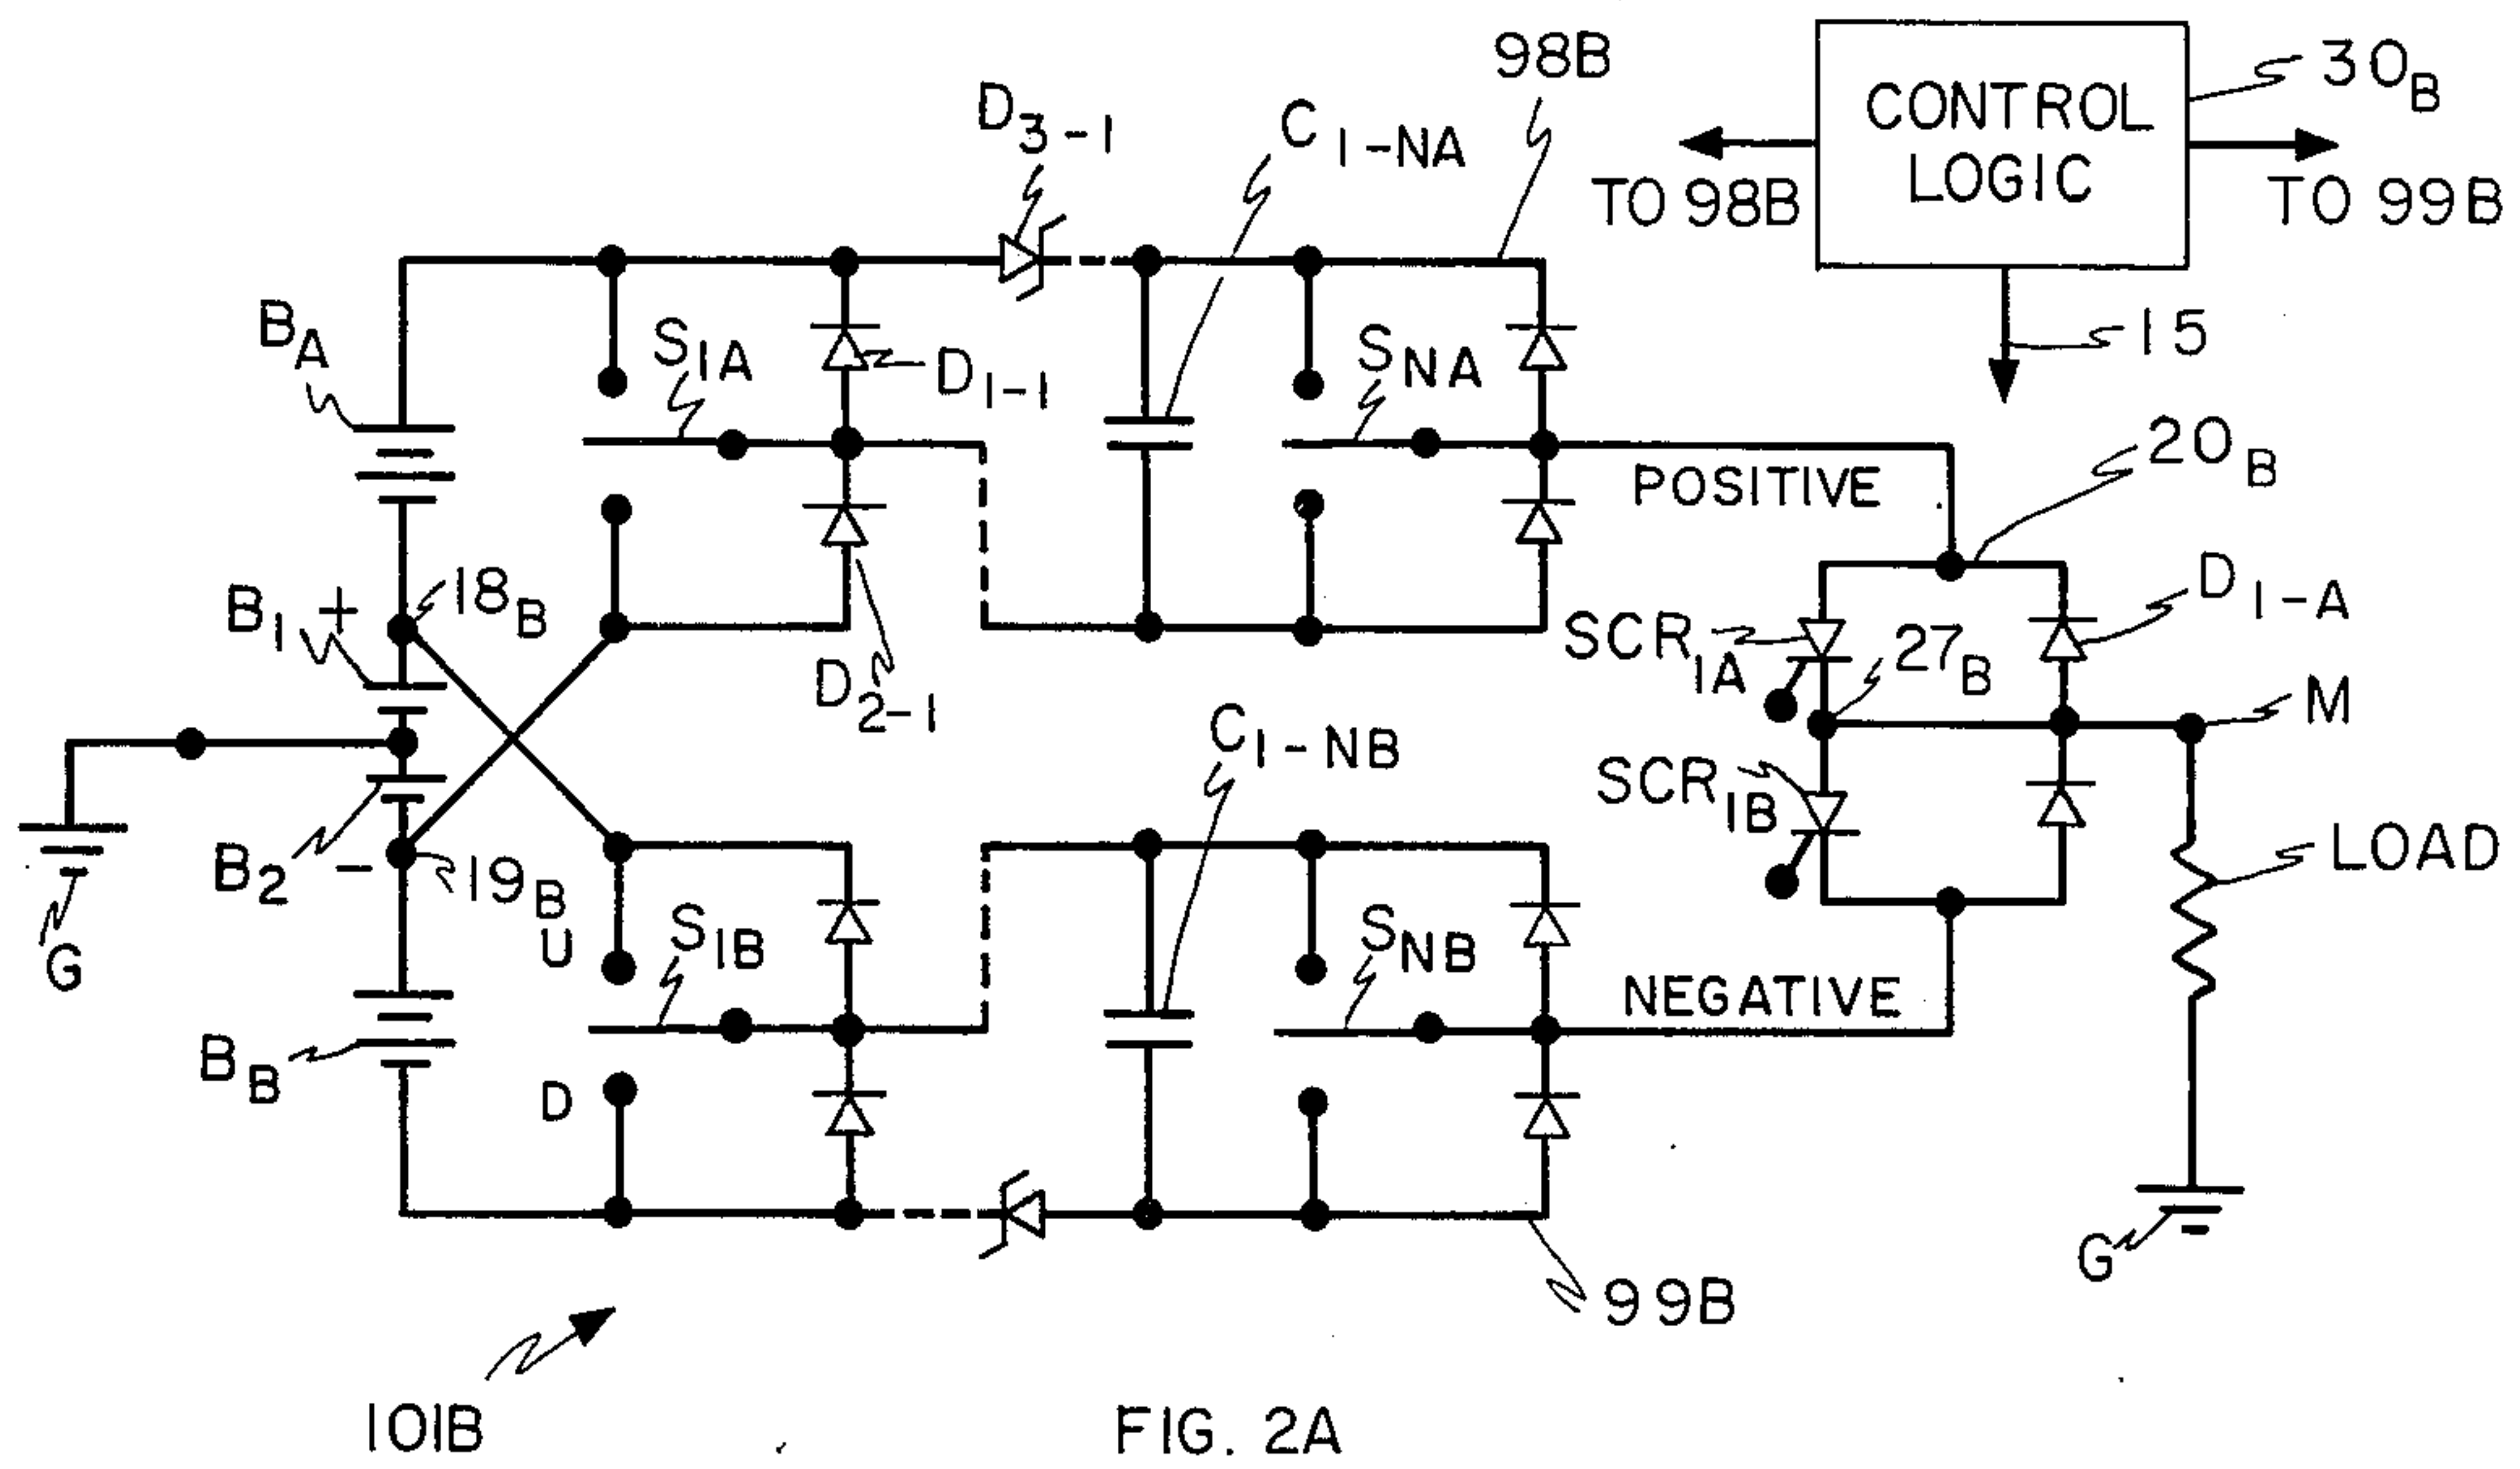 98B
30B
D3-1
C1-NA
CONTROL
LOGIC
TO 98B
TO 99B
BA
S1A
D1-1
SNA
15
20B
POSITIVE
B1
+
18B
D2-1
SCR1A
27B
D1-A
M
C1-NB
SCR1B
B2
-
19B
LOAD
G
U
S1B
SNB
NEGATIVE
BB
D
G
99B
101B
FIG. 2A